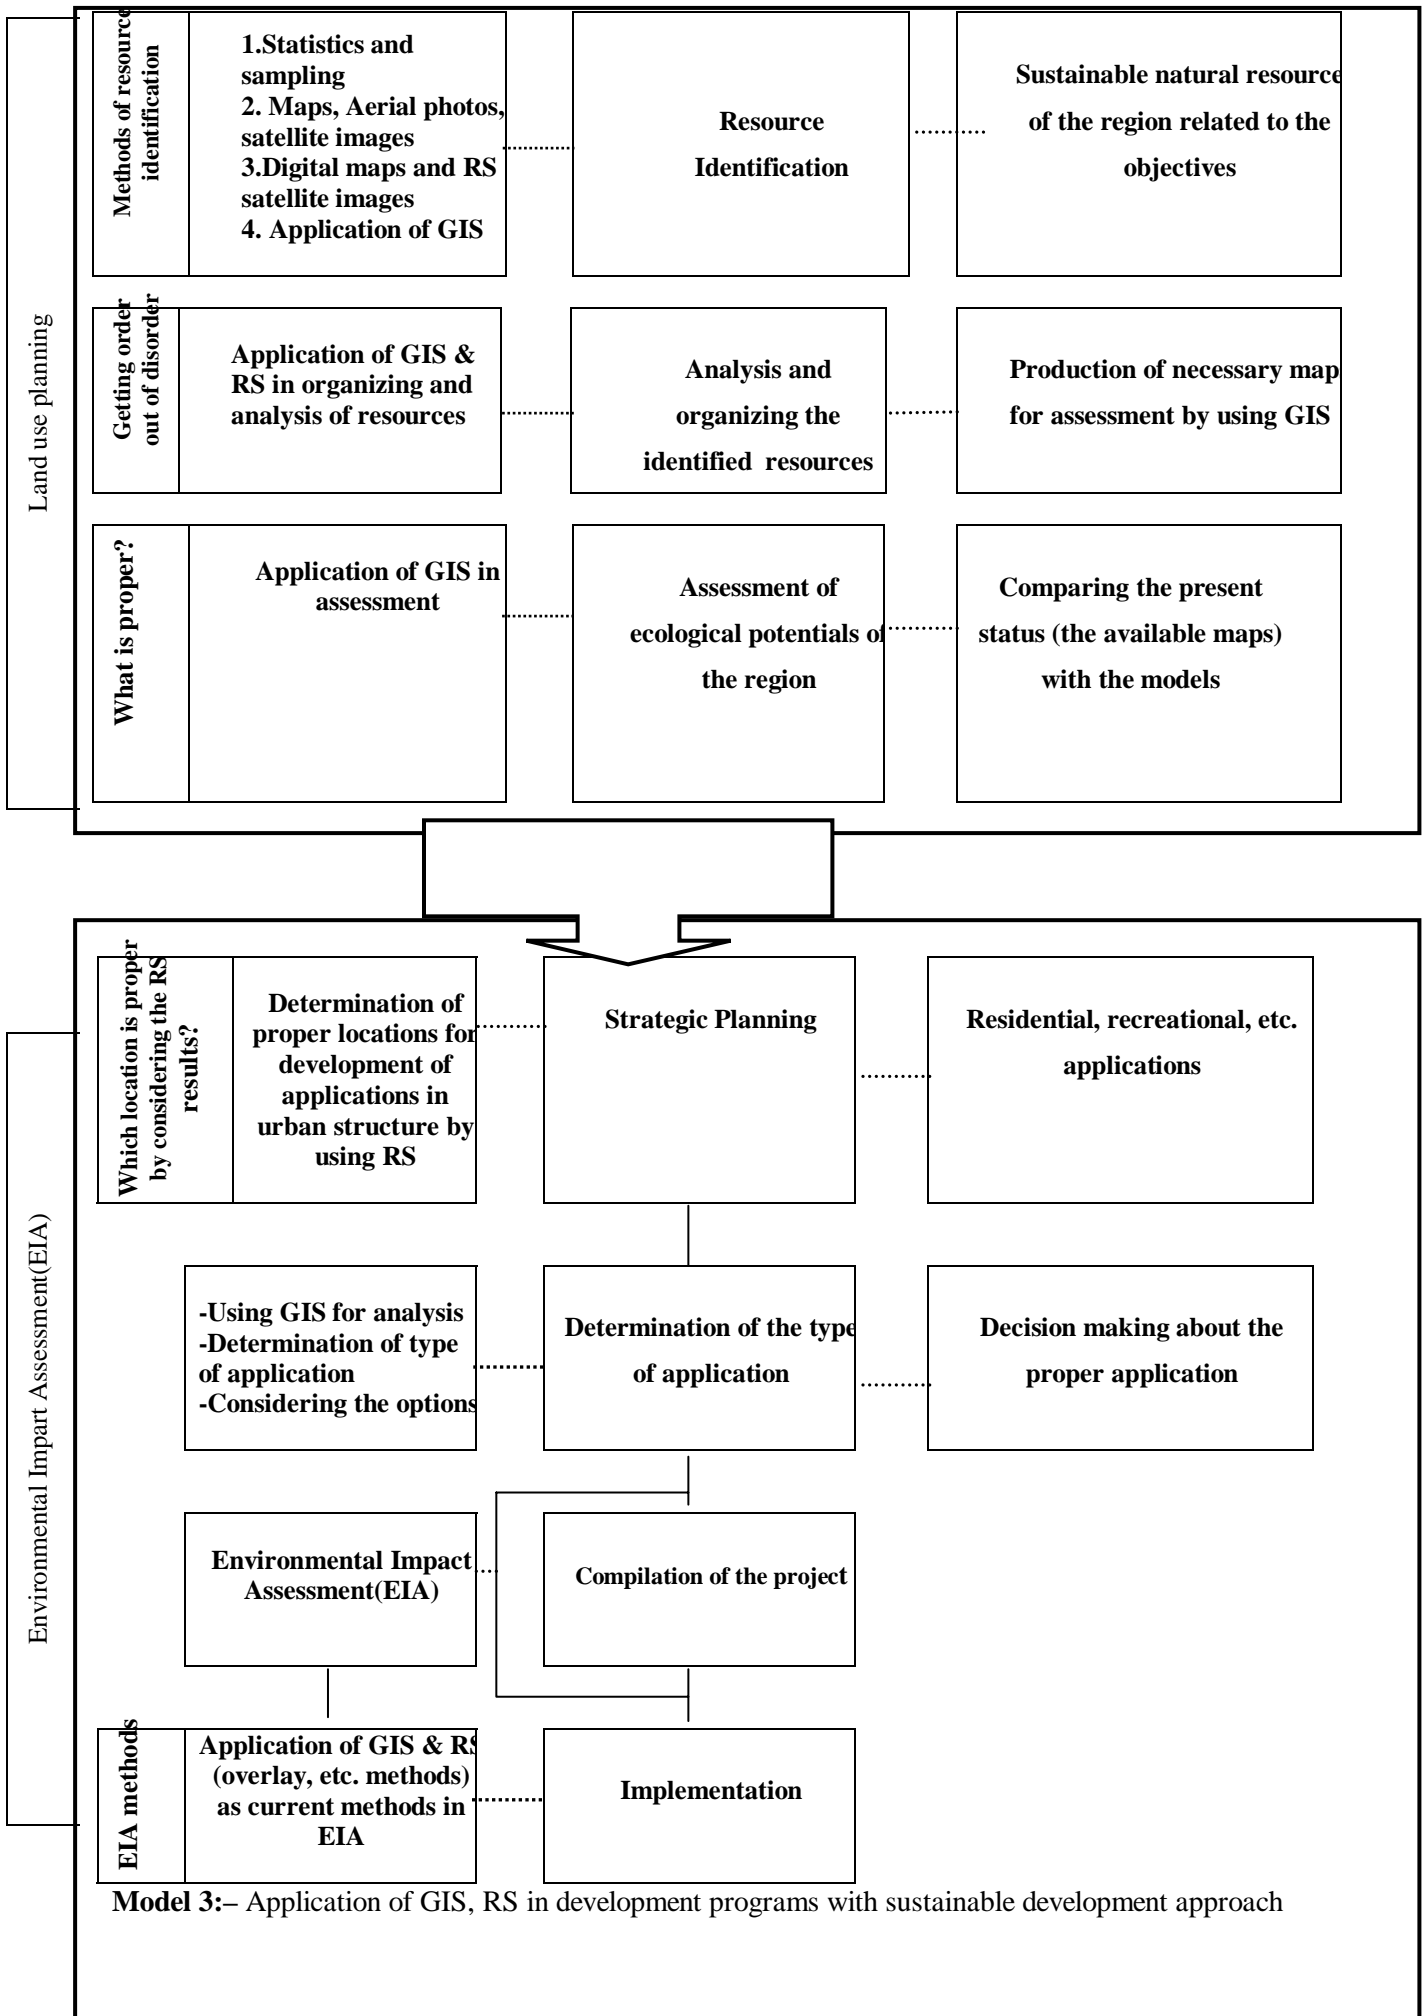 Land use planning
Methods of resource
identification
1.Statistics and
sampling
2. Maps, Aerial photos,
satellite images
3.Digital maps and RS
satellite images
4. Application of GIS
Resource
Identification
Sustainable natural resource
of the region related to the
objectives
Getting order
out of disorder
Application of GIS &
RS in organizing and
analysis of resources
Analysis and
organizing the
identified resources
Production of necessary map
for assessment by using GIS
What is proper?
Application of GIS in
assessment
Assessment of
ecological potentials of
the region
Comparing the present
status (the available maps)
with the models
Environmental Impart Assessment(EIA)
Which location is proper
by considering the RS
results?
Determination of
proper locations for
development of
applications in
urban structure by
using RS
Strategic Planning
Residential, recreational, etc.
applications
-Using GIS for analysis
-Determination of type
of application
-Considering the options
Determination of the type
of application
Decision making about the
proper application
Environmental Impact
Assessment(EIA)
Compilation of the project
EIA methods
Application of GIS & RS
(overlay, etc. methods)
as current methods in
EIA
Implementation
Model 3:– Application of GIS, RS in development programs with sustainable development approach